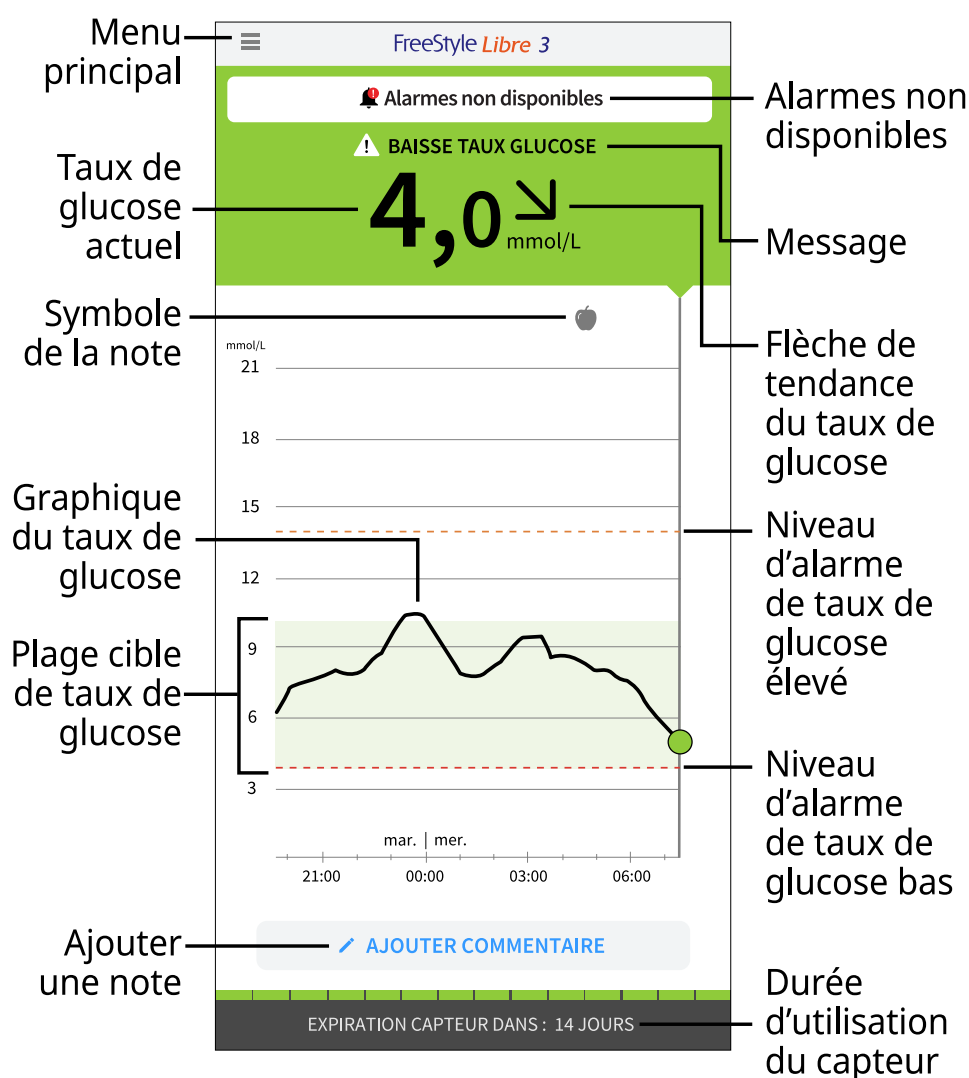 Menu
principal
FreeStyle Libre 3
Alarmes non disponibles
Alarmes non
disponibles
BAISSE TAUX GLUCOSE
Taux de
glucose
actuel
4,0
mmol/L
Message
Symbole
de la note
Flèche de
tendance
du taux de
glucose
mmol/L
21
18
15
12
9
6
3
Graphique
du taux de
glucose
Niveau
d’alarme
de taux de
glucose
élevé
Plage cible
de taux de
glucose
Niveau
d’alarme
de taux de
glucose bas
mar. | mer.
21:00 00:00 03:00 06:00
Ajouter
une note
AJOUTER COMMENTAIRE
EXPIRATION CAPTEUR DANS : 14 JOURS
Durée
d’utilisation
du capteur